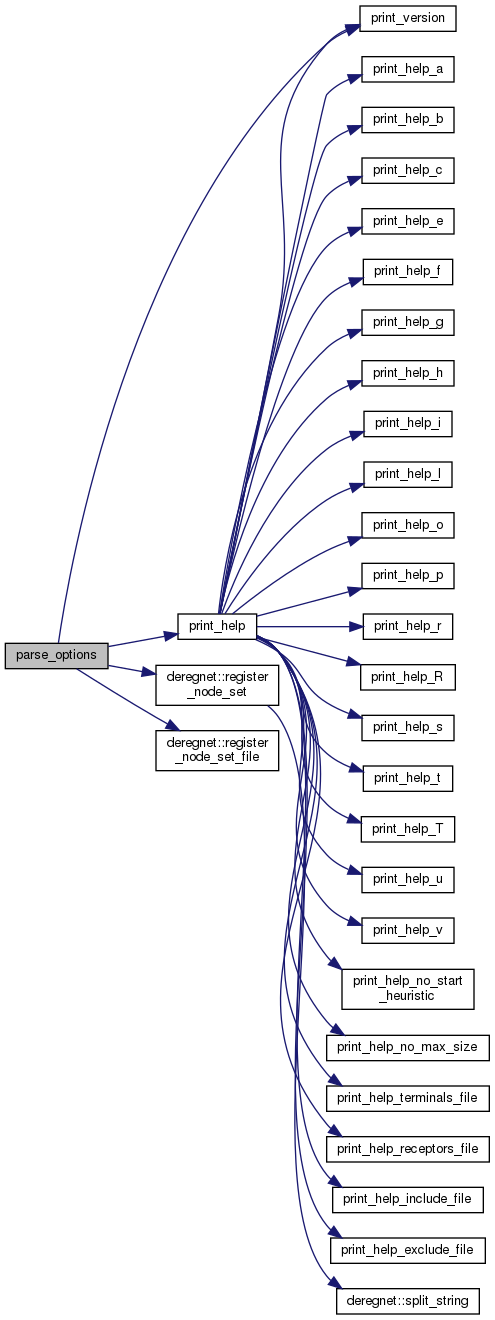 print_version
print_help_a
print_help_b
print_help_c
print_help_e
print_help_f
print_help_g
print_help_h
print_help_i
print_help_l
print_help_o
print_help_p
print_help
print_help_r
parse_options
deregnet::register
_node_set
print_help_R
print_help_s
deregnet::register
_node_set_file
print_help_t
print_help_T
print_help_u
print_help_v
print_help_no_start
_heuristic
print_help_no_max_size
print_help_terminals_file
print_help_receptors_file
print_help_include_file
print_help_exclude_file
deregnet::split_string